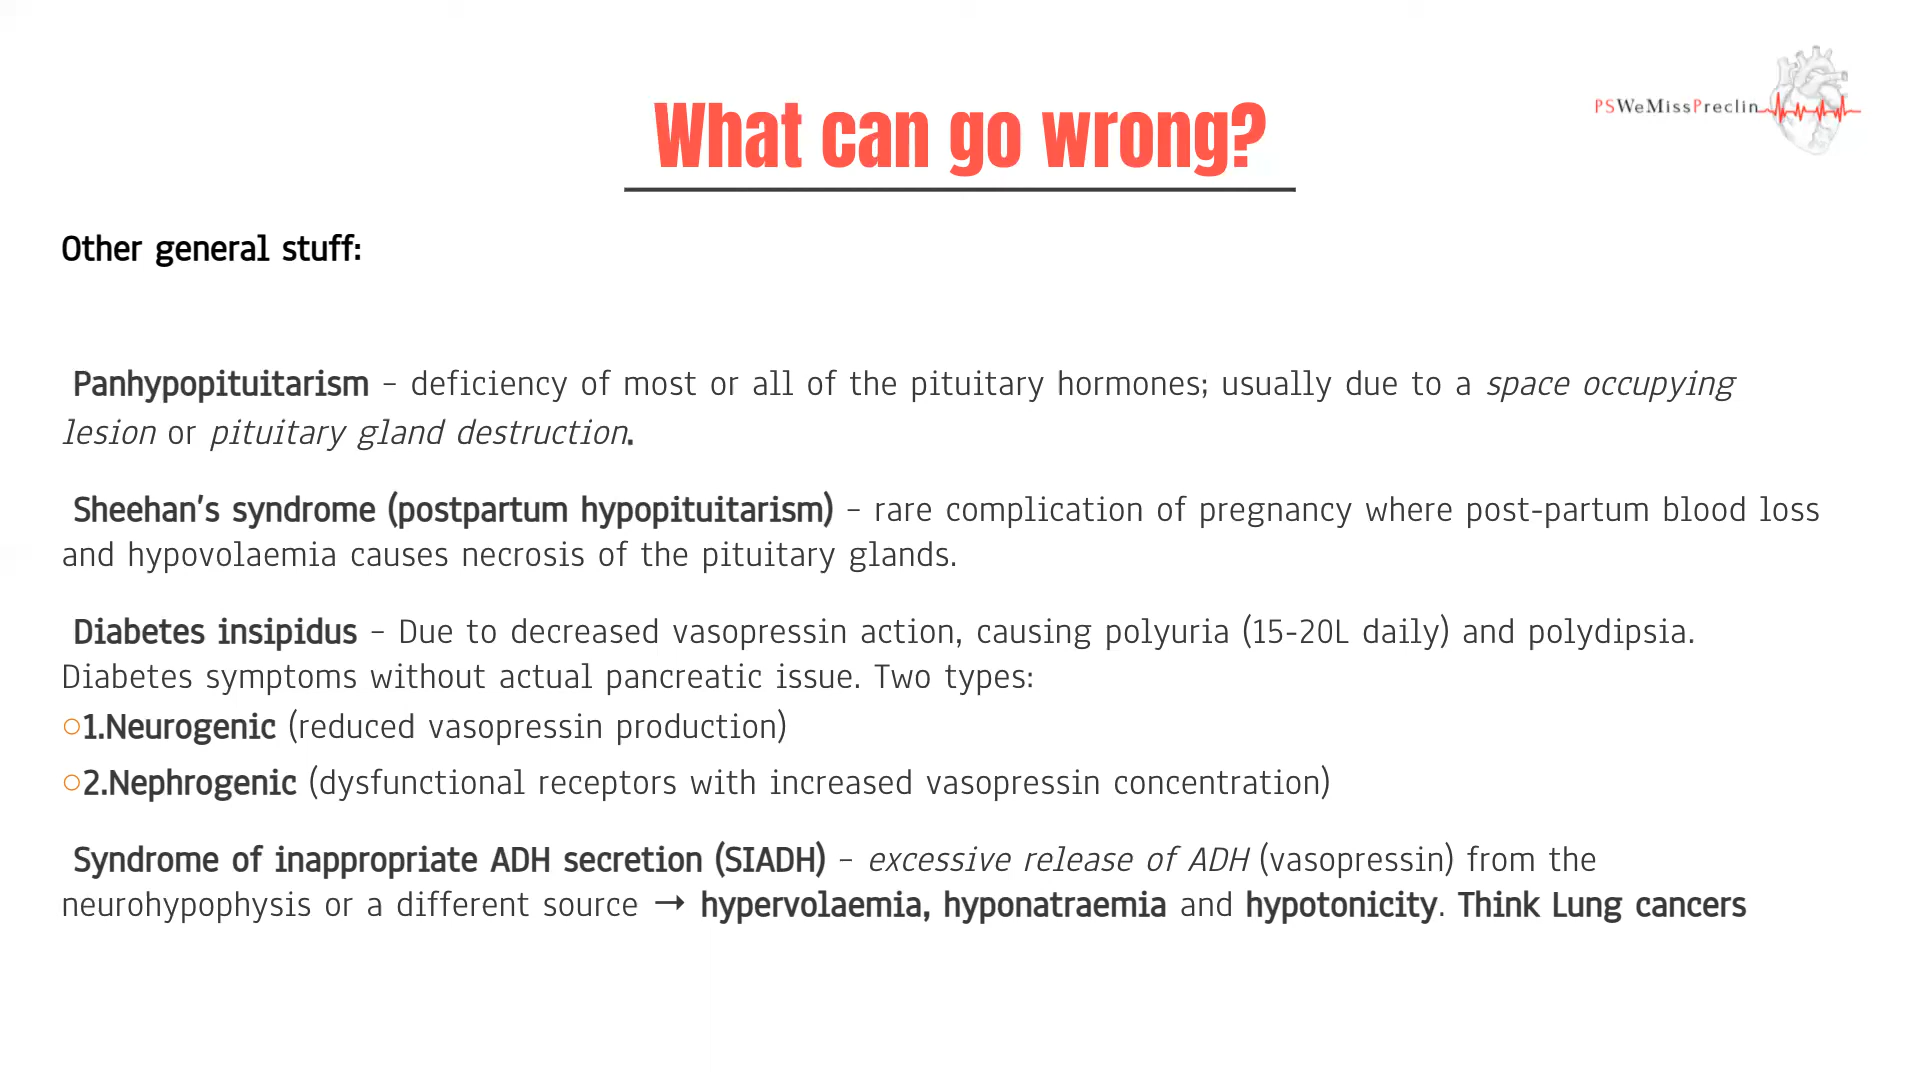 PSWeMissPreclin
What can go wrong?
Other general stuff:
Panhypopituitarism – deficiency of most or all of the pituitary hormones; usually due to a space occupying
lesion or pituitary gland destruction.
Sheehan's syndrome (postpartum hypopituitarism) – rare complication of pregnancy where post-partum blood loss
and hypovolaemia causes necrosis of the pituitary glands.
Diabetes insipidus – Due to decreased vasopressin action, causing polyuria (15-20L daily) and polydipsia.
Diabetes symptoms without actual pancreatic issue. Two types:
○1.Neurogenic (reduced vasopressin production)
○2.Nephrogenic (dysfunctional receptors with increased vasopressin concentration)
Syndrome of inappropriate ADH secretion (SIADH) – excessive release of ADH (vasopressin) from the
neurohypophysis or a different source → hypervolaemia, hyponatraemia and hypotonicity. Think Lung cancers